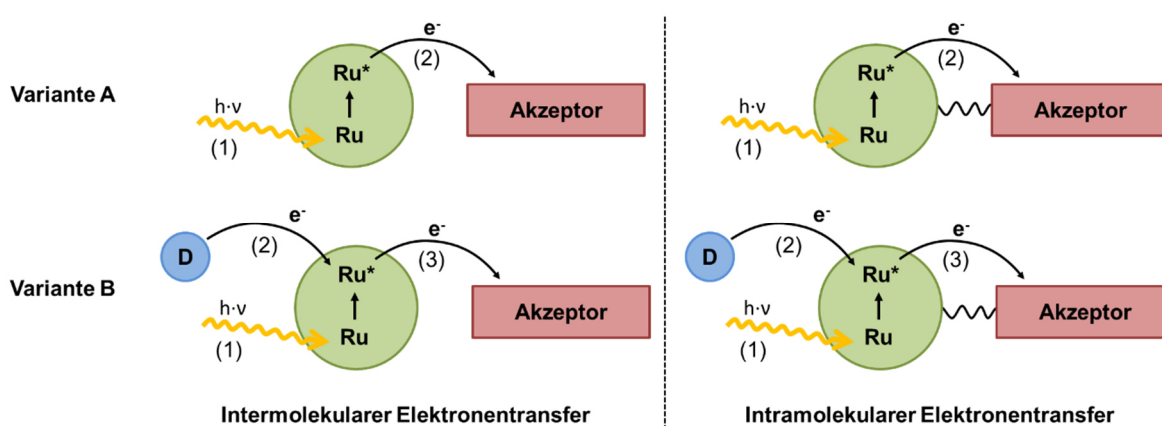 Variante A
e-
(2)
Ru*
h·ν
Ru
(1)
Akzeptor
e-
(2)
Ru*
h·ν
Ru
(1)
Akzeptor
Variante B
D
e-
(2)
e-
(3)
Ru*
h·ν
Ru
(1)
Akzeptor
D
e-
(2)
e-
(3)
Ru*
h·ν
Ru
(1)
Akzeptor
Intermolekularer Elektronentransfer
Intramolekularer Elektronentransfer